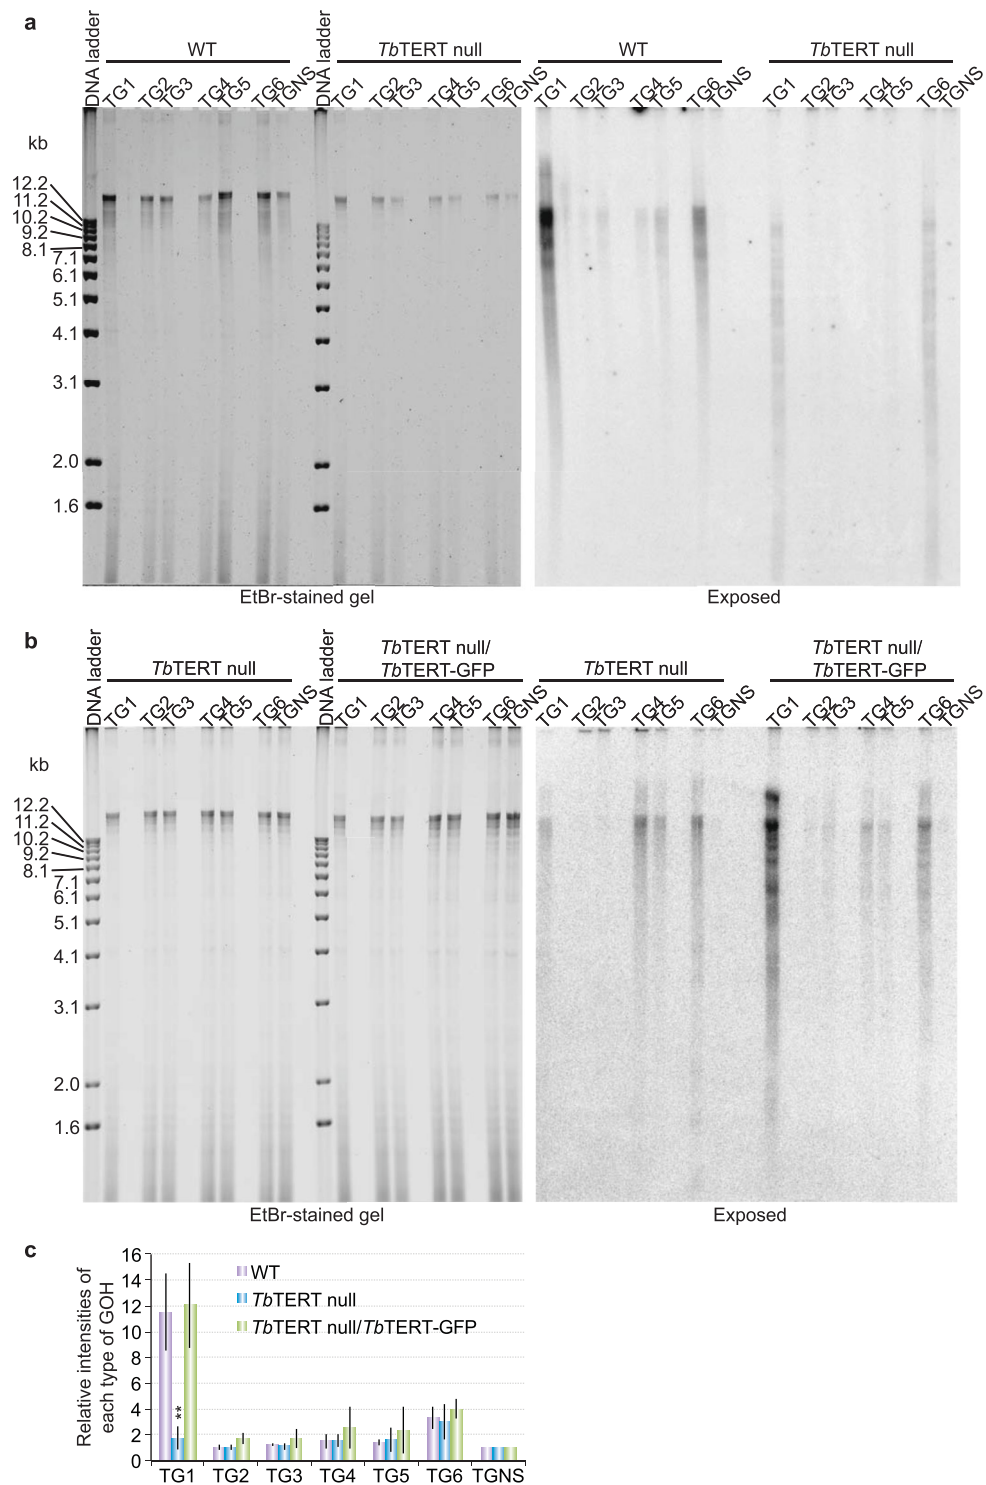 a
DNA ladder
WT
TG1 TG2 TG3 TG4 TG5 TG6 TGNS
DNA ladder
TbTERT null
TG1 TG2 TG3 TG4 TG5 TG6 TGNS
WT
TG1 TG2 TG3 TG4 TG5 TG6 TGNS
TbTERT null
TG1 TG2 TG3 TG4 TG5 TG6 TGNS
kb
12.2
11.2
10.2
9.2
8.1
7.1
6.1
5.1
4.1
3.1
2.0
1.6
EtBr-stained gel
Exposed
b
DNA ladder
TbTERT null
TG1 TG2 TG3 TG4 TG5 TG6 TGNS
DNA ladder
TbTERT null/
TbTERT-GFP
TG1 TG2 TG3 TG4 TG5 TG6 TGNS
TbTERT null
TG1 TG2 TG3 TG4 TG5 TG6 TGNS
TbTERT null/
TbTERT-GFP
TG1 TG2 TG3 TG4 TG5 TG6 TGNS
kb
12.2
11.2
10.2
9.2
8.1
7.1
6.1
5.1
4.1
3.1
2.0
1.6
EtBr-stained gel
Exposed
c
Relative intensities of
each type of GOH
16
14
12
10
8
6
4
2
0
WT
TbTERT null
TbTERT null/TbTERT-GFP
**
TG1 TG2 TG3 TG4 TG5 TG6 TGNS